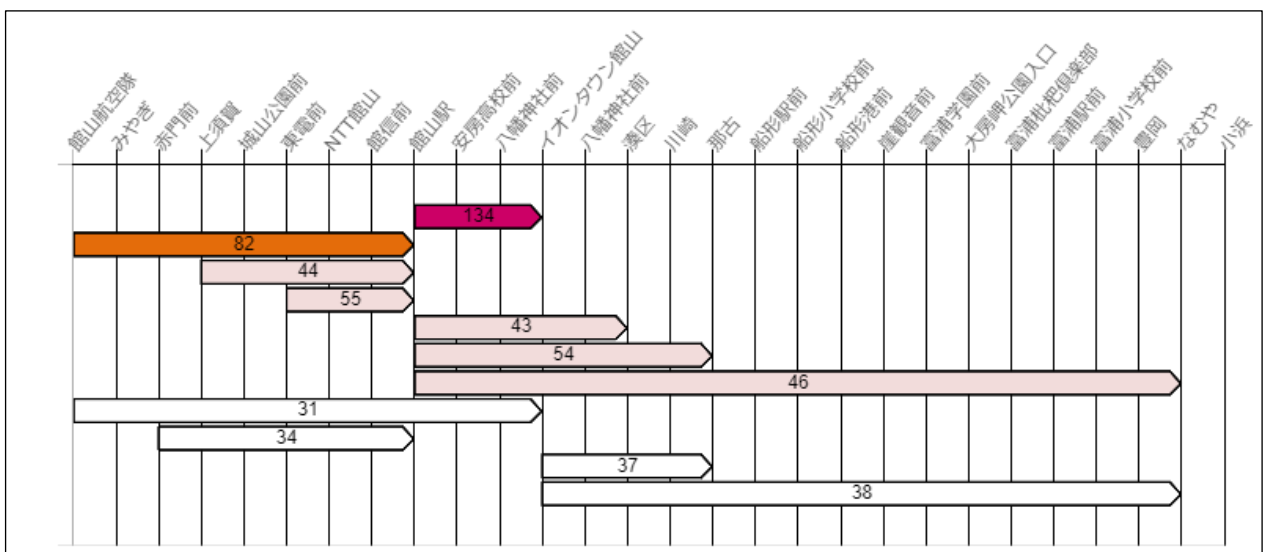 館山航空隊
みやぎ
赤門前
上須賀
城山公園前
東電前
NTT館山
館信前
館山駅
安房高校前
八幡神社前
イオンタウン館山
八幡神社前
湊区
川崎
那古
船形駅前
船形小学校前
船形港前
崖観音前
富浦学園前
大房岬公園入口
富浦枇杷倶楽部
富浦駅前
富浦小学校前
豊岡
なむや
小浜
134
82
44
55
43
54
46
31
34
37
38